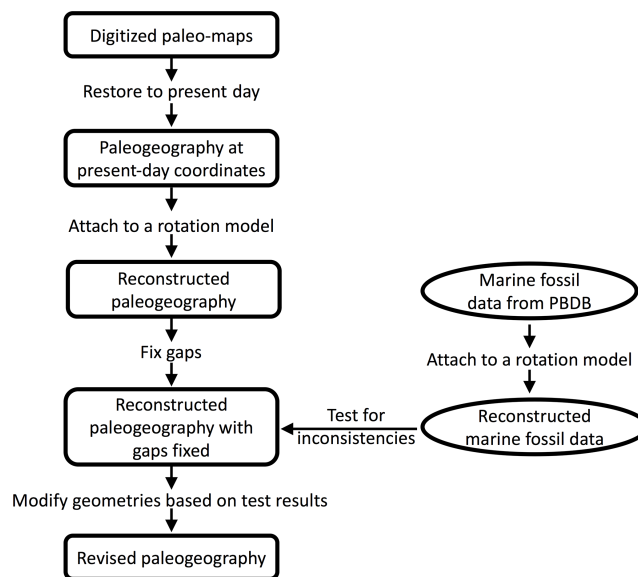 Digitized paleo-maps
Restore to present day
Paleogeography at
present-day coordinates
Attach to a rotation model
Reconstructed
paleogeography
Fix gaps
Reconstructed
paleogeography with
gaps fixed
Modify geometries based on test results
Revised paleogeography
Marine fossil
data from PBDB
Attach to a rotation model
Reconstructed
marine fossil data
Test for
inconsistencies